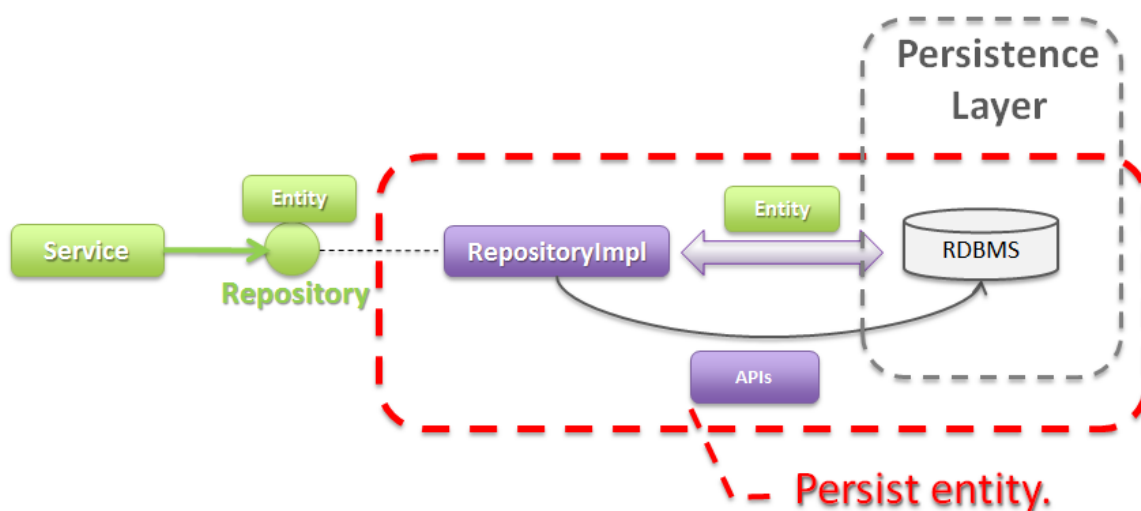 Persistence
Layer
Entity
Entity
Service
RepositoryImpl
RDBMS
Repository
APIs
Persist entity.